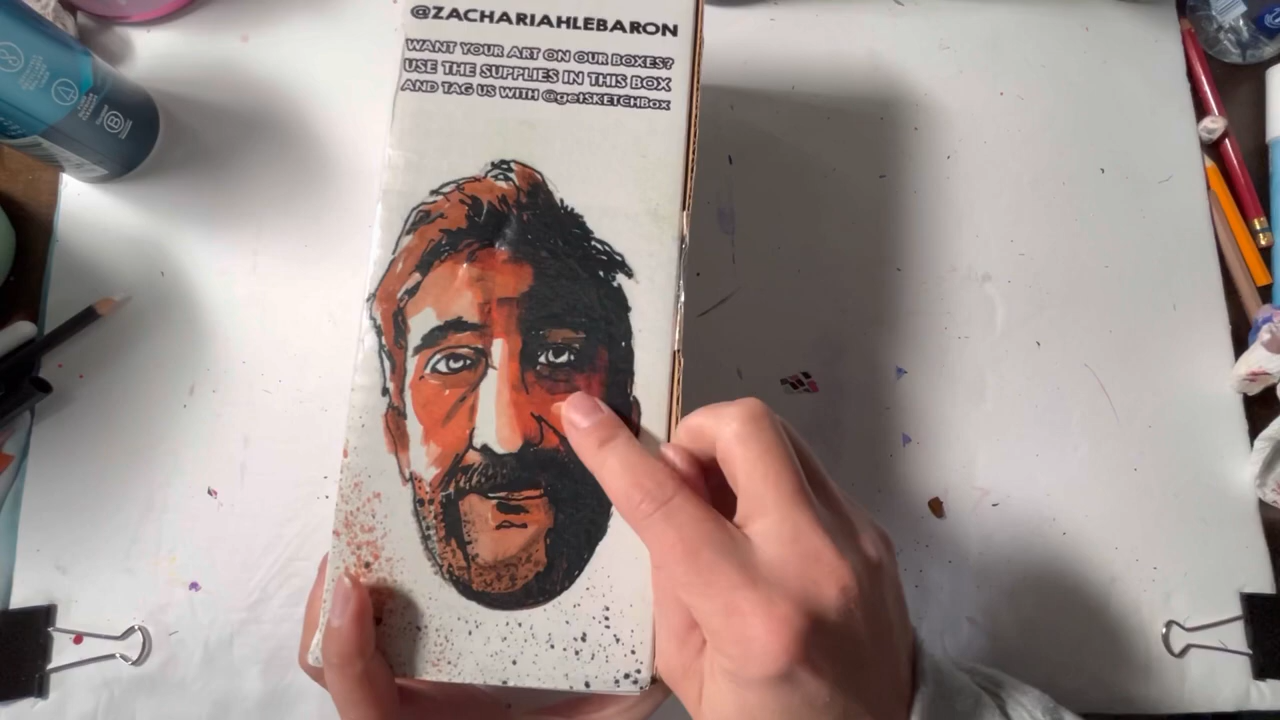 @ZACHARIAHLEBARON
WANT YOUR ART ON OUR BOXES?
USE THE SUPPLIES IN THIS BOX
AND TAG US WITH @getSKETCHBox